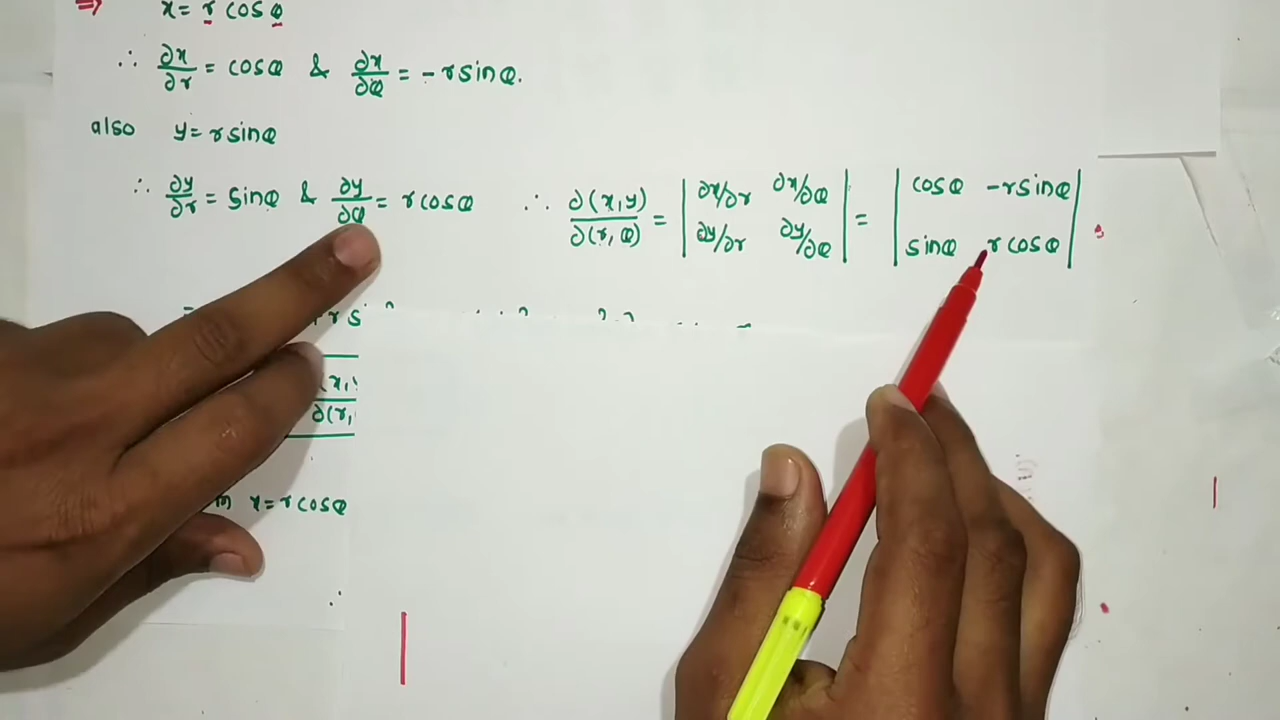 ⇒ x = r cos θ
∴ ∂x/∂r = cos θ & ∂x/∂θ = - r sin θ.
also y = r sin θ
∴ ∂y/∂r = sin θ & ∂y/∂θ = r cos θ ∴ ∂(x,y)/∂(r,θ) = | ∂x/∂r ∂x/∂θ ; ∂y/∂r ∂y/∂θ | = | cos θ -r sin θ ; sin θ r cos θ |
x = r cos θ
∴